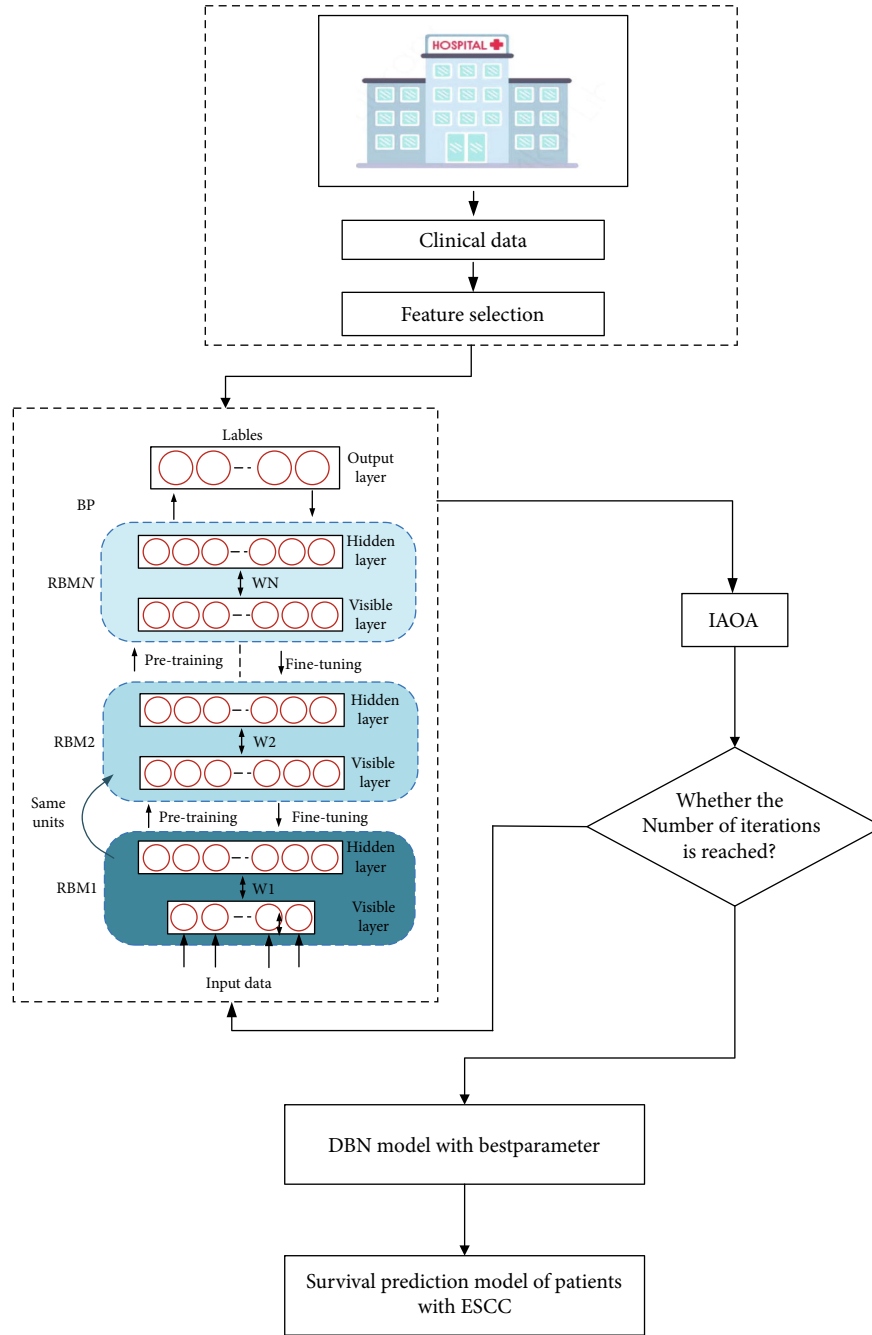 HOSPITAL
Clinical data
Feature selection
Lables
Output
layer
BP
Hidden
layer
RBMN
WN
Visible
layer
Pre-training
Fine-tuning
Hidden
layer
RBM2
W2
Visible
layer
Same
units
Pre-training
Fine-tuning
Hidden
layer
RBM1
W1
Visible
layer
Input data
IAOA
Whether the
Number of iterations
is reached?
DBN model with bestparameter
Survival prediction model of patients
with ESCC